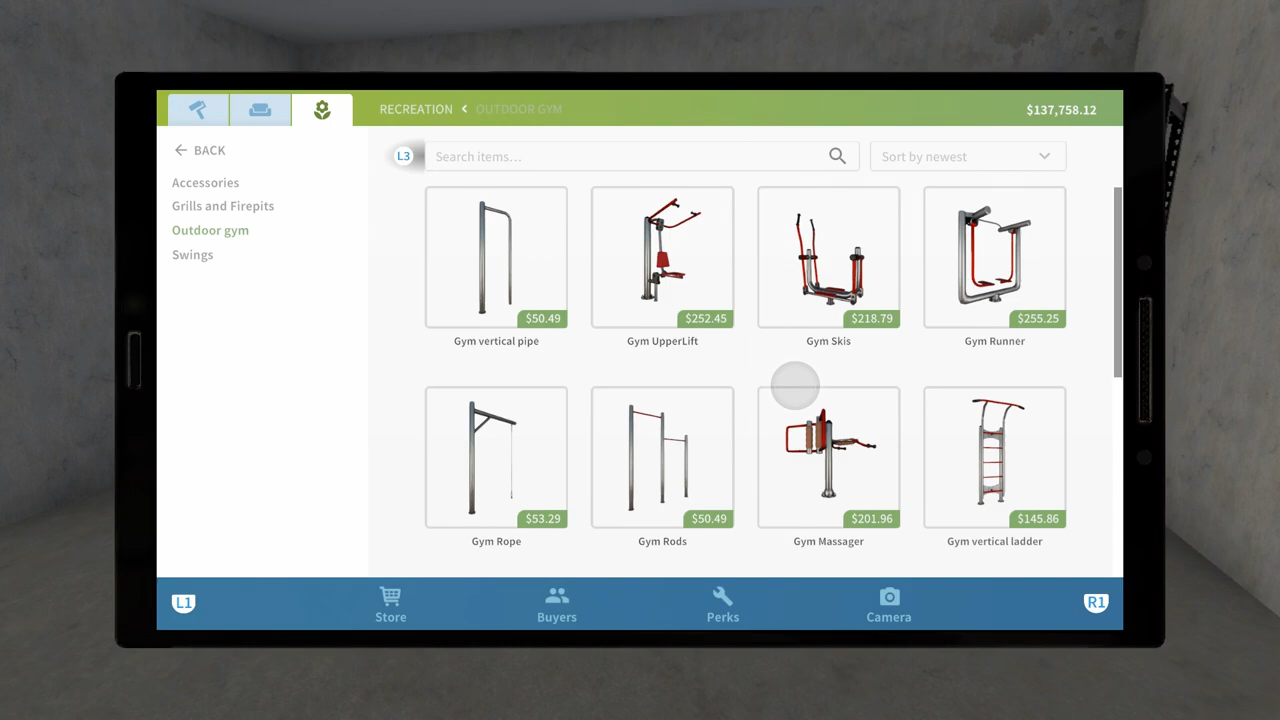 RECREATION < OUTDOOR GYM
$137,758.12
BACK
Accessories
Grills and Firepits
Outdoor gym
Swings
L3
Search items...
Sort by newest
$50.49
$252.45
$218.79
$255.25
Gym vertical pipe
Gym UpperLift
Gym Skis
Gym Runner
$53.29
$50.49
$201.96
$145.86
Gym Rope
Gym Rods
Gym Massager
Gym vertical ladder
L1
Store
Buyers
Perks
Camera
R1